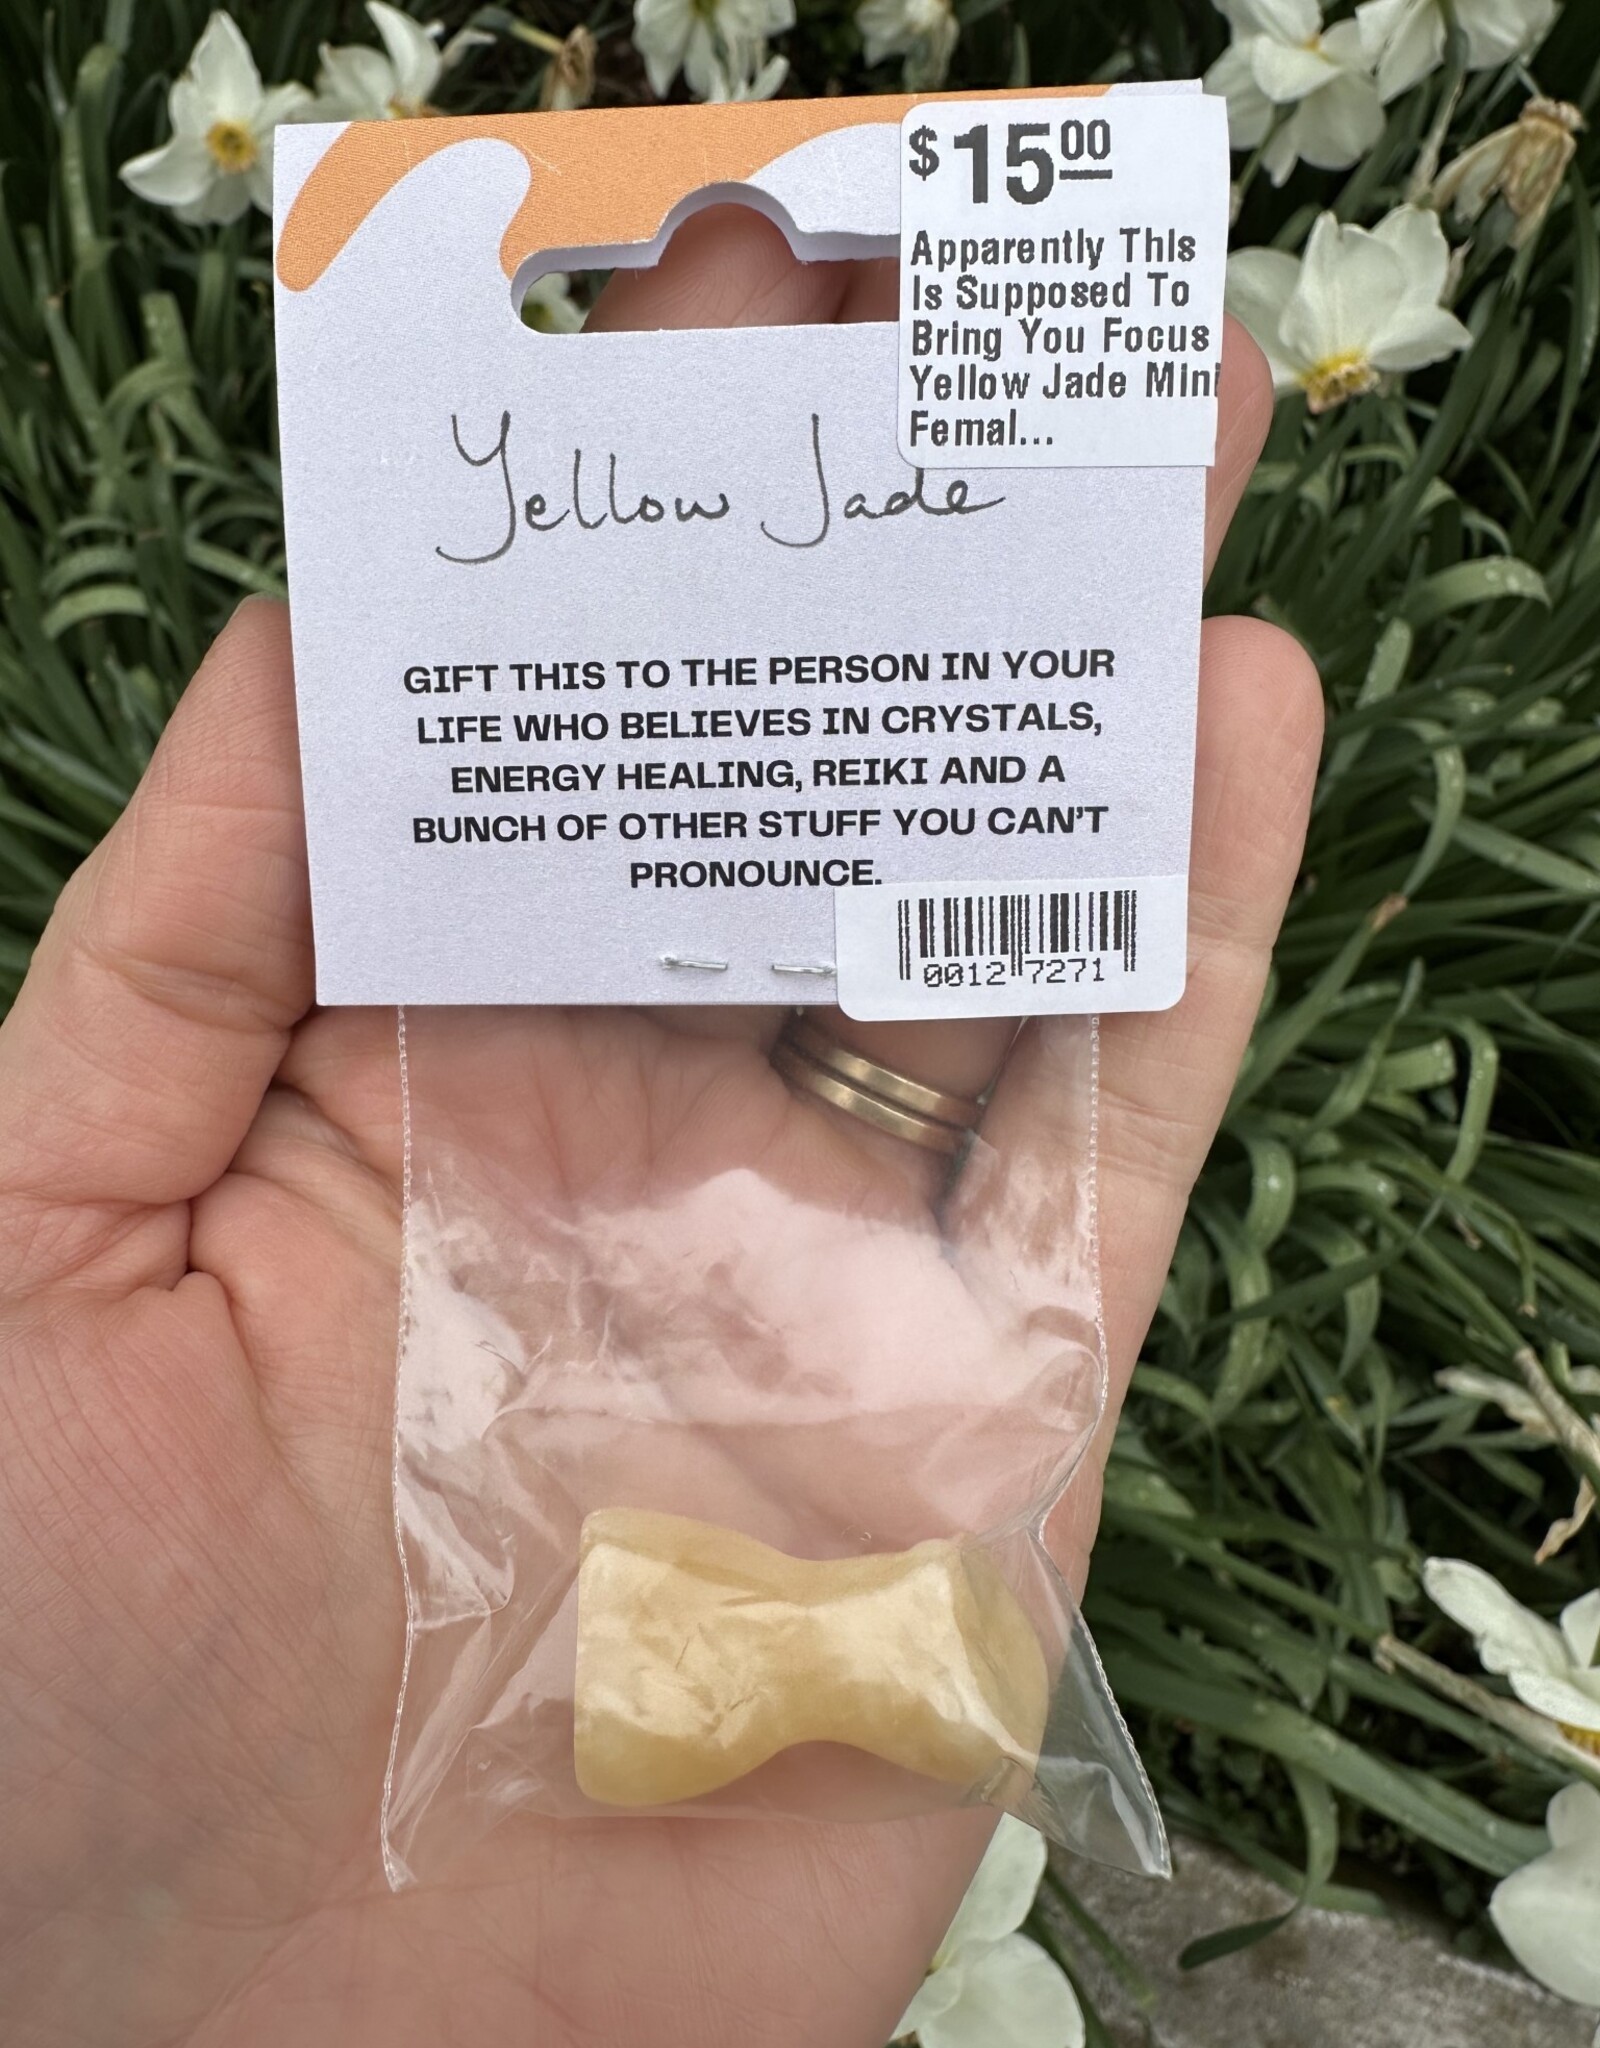 $15 00
Apparently This
Is Supposed To
Bring You Focus
Yellow Jade Mini
Femal...
Yellow Jade
GIFT THIS TO THE PERSON IN YOUR
LIFE WHO BELIEVES IN CRYSTALS,
ENERGY HEALING, REIKI AND A
BUNCH OF OTHER STUFF YOU CAN'T
PRONOUNCE.
0012 7271